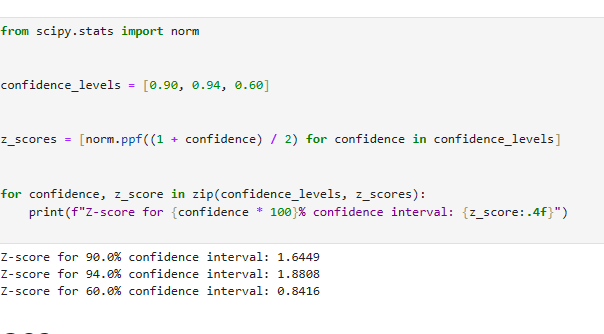 from scipy.stats import norm
confidence_levels = [0.90, 0.94, 0.60]
z_scores = [norm.ppf((1 + confidence) / 2) for confidence in confidence_levels]
for confidence, z_score in zip(confidence_levels, z_scores):
    print(f"Z-score for {confidence * 100}% confidence interval: {z_score:.4f}")
Z-score for 90.0% confidence interval: 1.6449
Z-score for 94.0% confidence interval: 1.8808
Z-score for 60.0% confidence interval: 0.8416